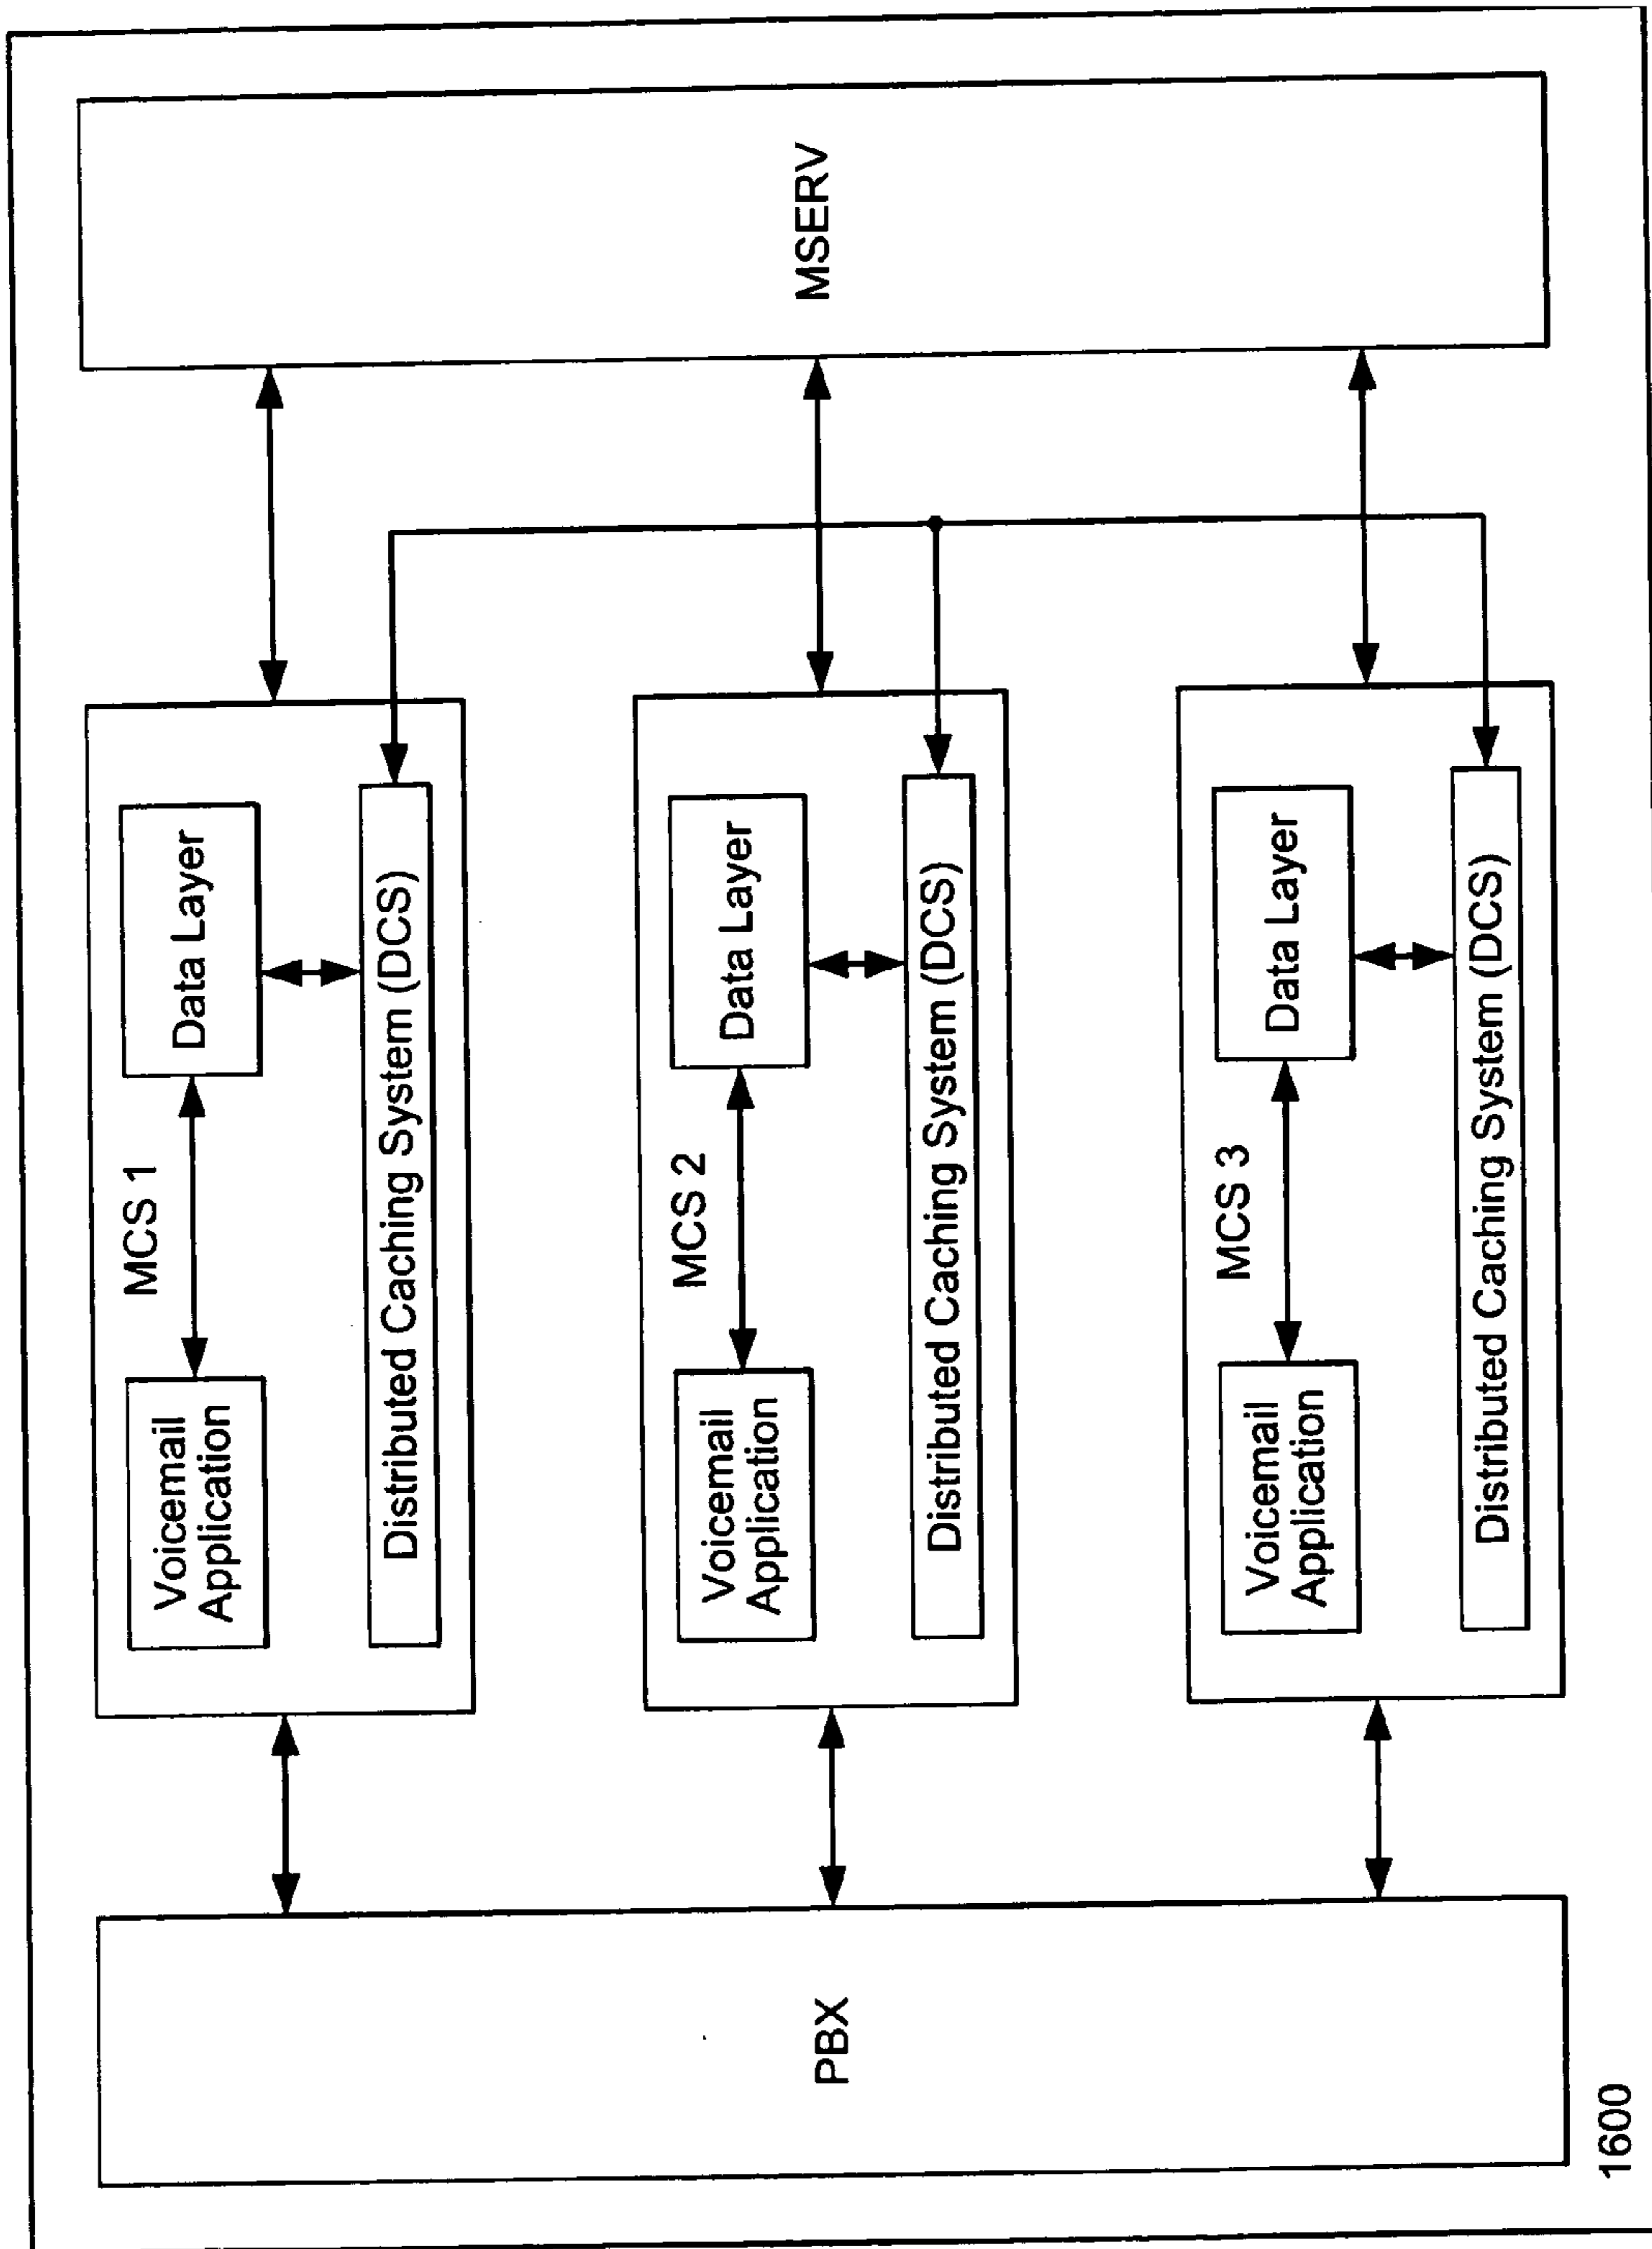 PBX
MCS 1
Voicemail
Application
Data Layer
Distributed Caching System (DCS)
MCS 2
Voicemail
Application
Data Layer
Distributed Caching System (DCS)
MCS 3
Voicemail
Application
Data Layer
Distributed Caching System (DCS)
MSERV
1600